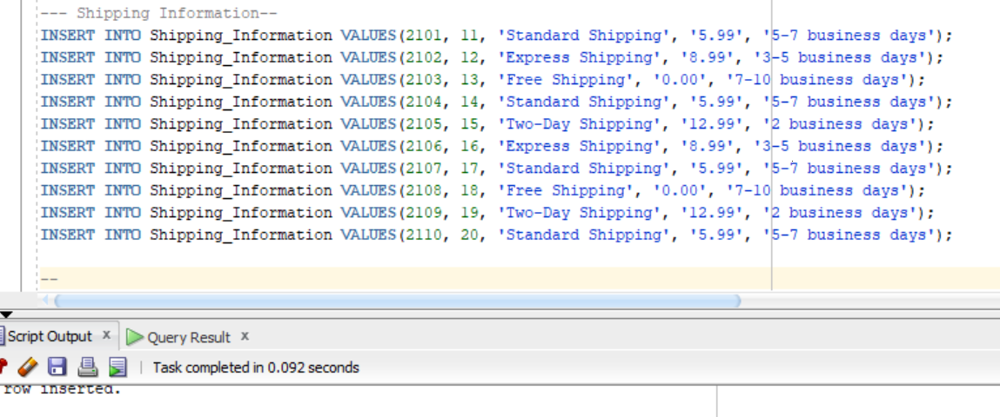 --- Shipping Information--
INSERT INTO Shipping_Information VALUES(2101, 11, 'Standard Shipping', '5.99', '5-7 business days');
INSERT INTO Shipping_Information VALUES(2102, 12, 'Express Shipping', '8.99', '3-5 business days');
INSERT INTO Shipping_Information VALUES(2103, 13, 'Free Shipping', '0.00', '7-10 business days');
INSERT INTO Shipping_Information VALUES(2104, 14, 'Standard Shipping', '5.99', '5-7 business days');
INSERT INTO Shipping_Information VALUES(2105, 15, 'Two-Day Shipping', '12.99', '2 business days');
INSERT INTO Shipping_Information VALUES(2106, 16, 'Express Shipping', '8.99', '3-5 business days');
INSERT INTO Shipping_Information VALUES(2107, 17, 'Standard Shipping', '5.99', '5-7 business days');
INSERT INTO Shipping_Information VALUES(2108, 18, 'Free Shipping', '0.00', '7-10 business days');
INSERT INTO Shipping_Information VALUES(2109, 19, 'Two-Day Shipping', '12.99', '2 business days');
INSERT INTO Shipping_Information VALUES(2110, 20, 'Standard Shipping', '5.99', '5-7 business days');
--
Script Output x Query Result x
Task completed in 0.092 seconds
row inserted.